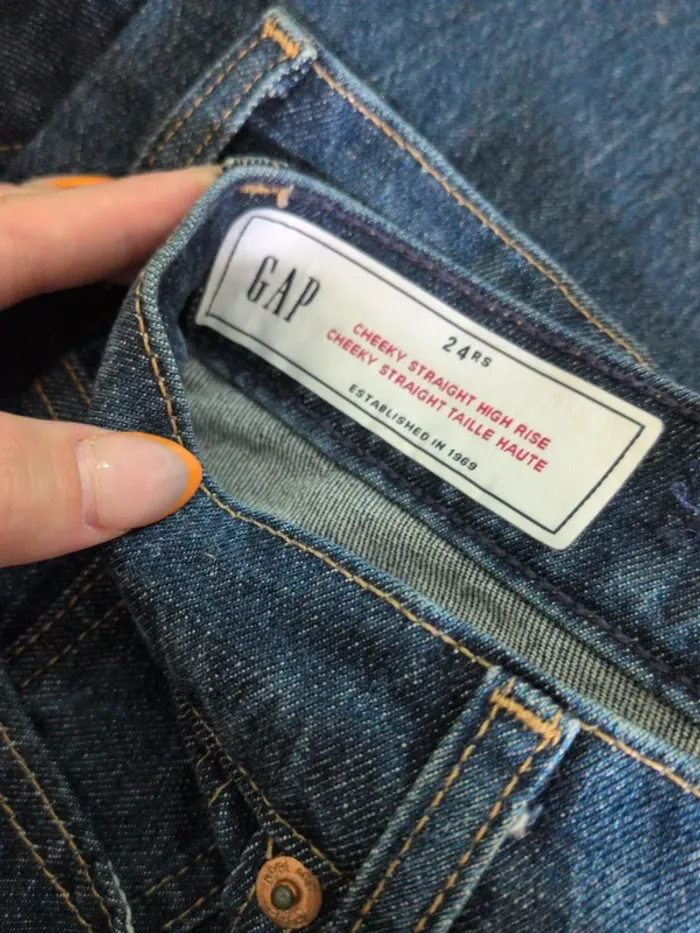 GAP
24RS
CHEEKY STRAIGHT HIGH RISE
CHEEKY STRAIGHT TAILLE HAUTE
ESTABLISHED IN 1969